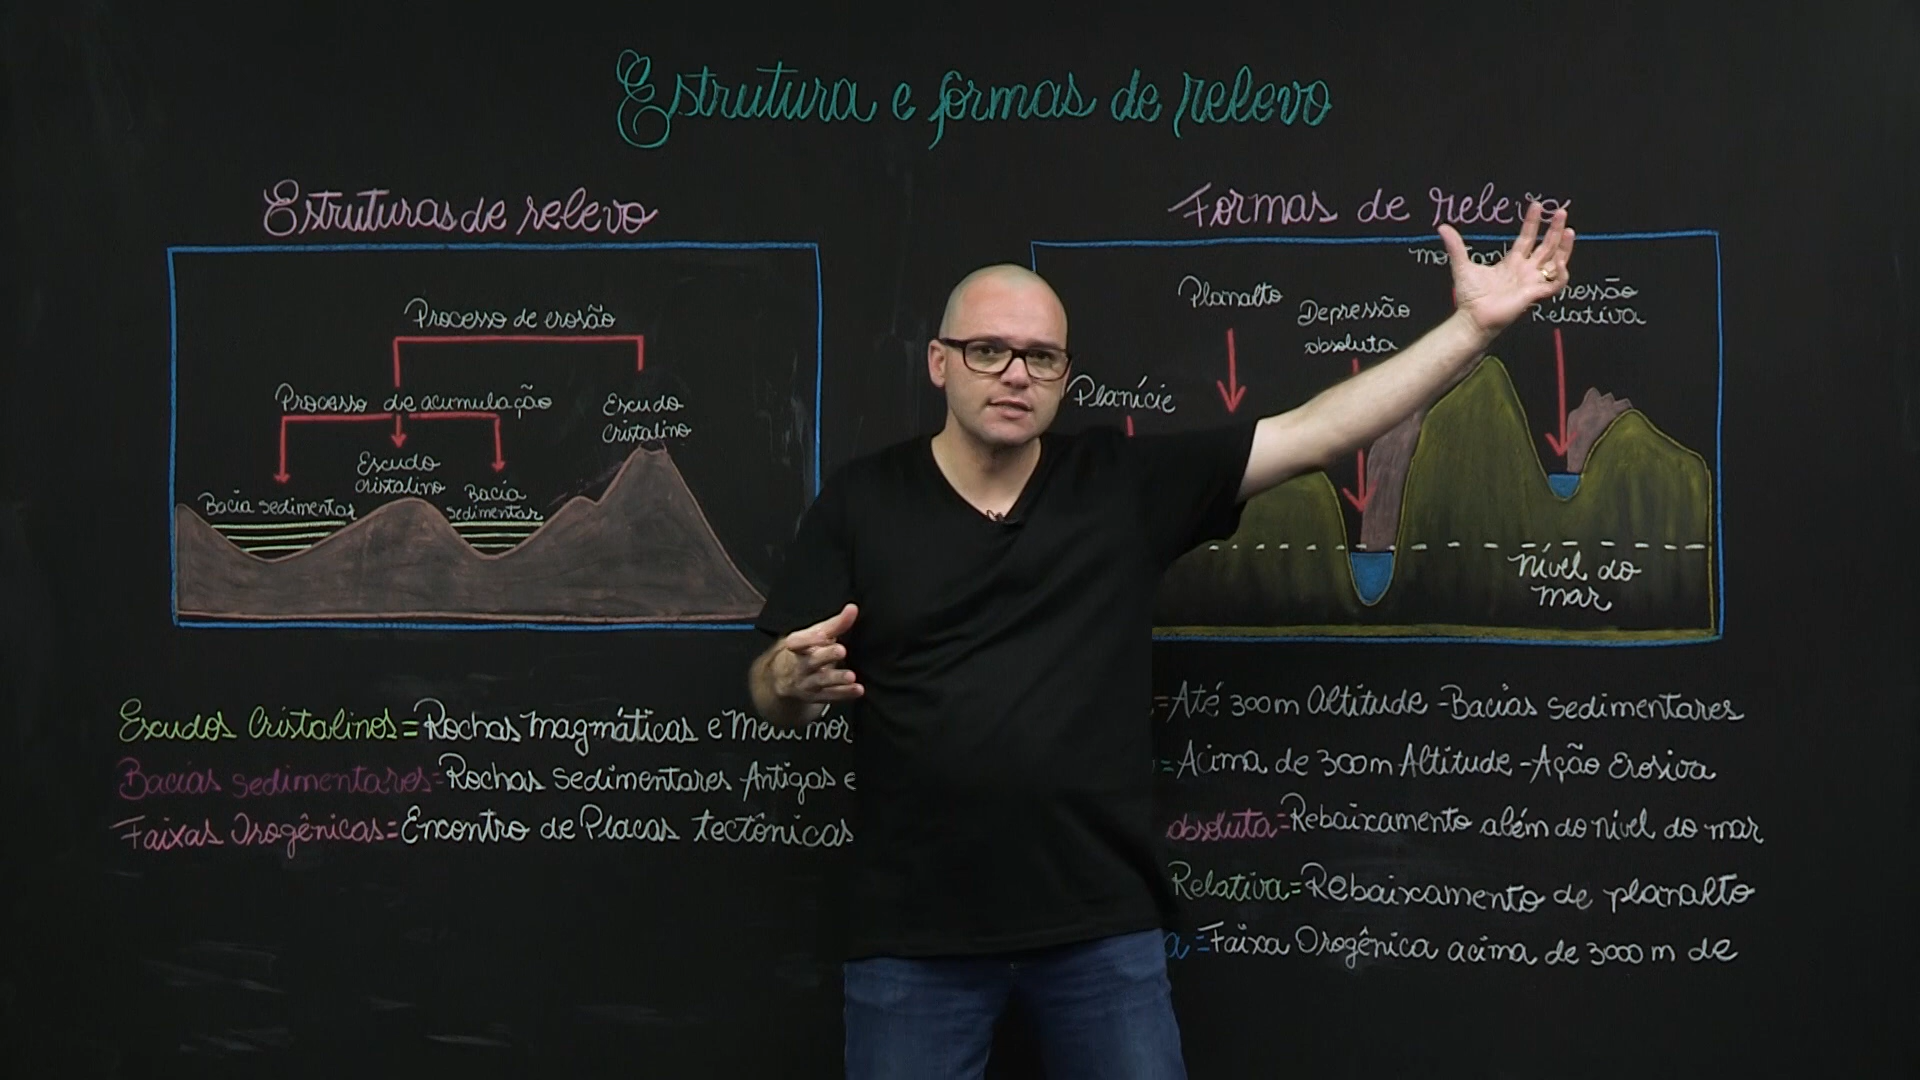 Estrutura e formas de relevo
Estruturas de relevo
Processo de erosão
Processo de acumulação
Escudo
Cristalino
Escudo
cristalino
Bacia sedimentar
Bacia
sedimentar
Escudos Cristalinos=Rochas magmáticas e
Bacias sedimentares=Rochas sedimentares Antigas e
Faixas Orogênicas=Encontro de Placas tectônicas
Formas de relevo
Planalto
Depressão
absoluta
Relativa
Planície
Nível do
mar
=Até 300m Altitude -Bacias sedimentares
=Acima de 300m Altitude -Ação Erosiva
absoluta=Rebaixamento além do nível do mar
Relativa=Rebaixamento de planalto
=Faixa Orogênica acima de 3000 m de